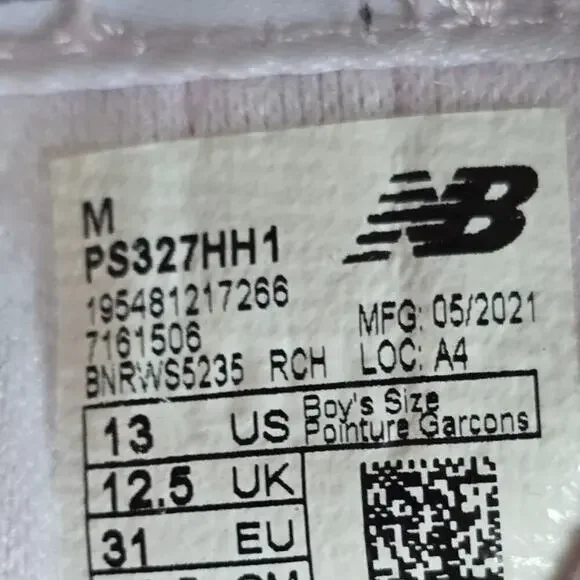 M
NB
PS327HH1
195481217266
7161506
MFG: 05/2021
BNRWS5235 RCH LOC: A4
13 US Boy's Size
Pointure Garcons
12.5 UK
31 EU